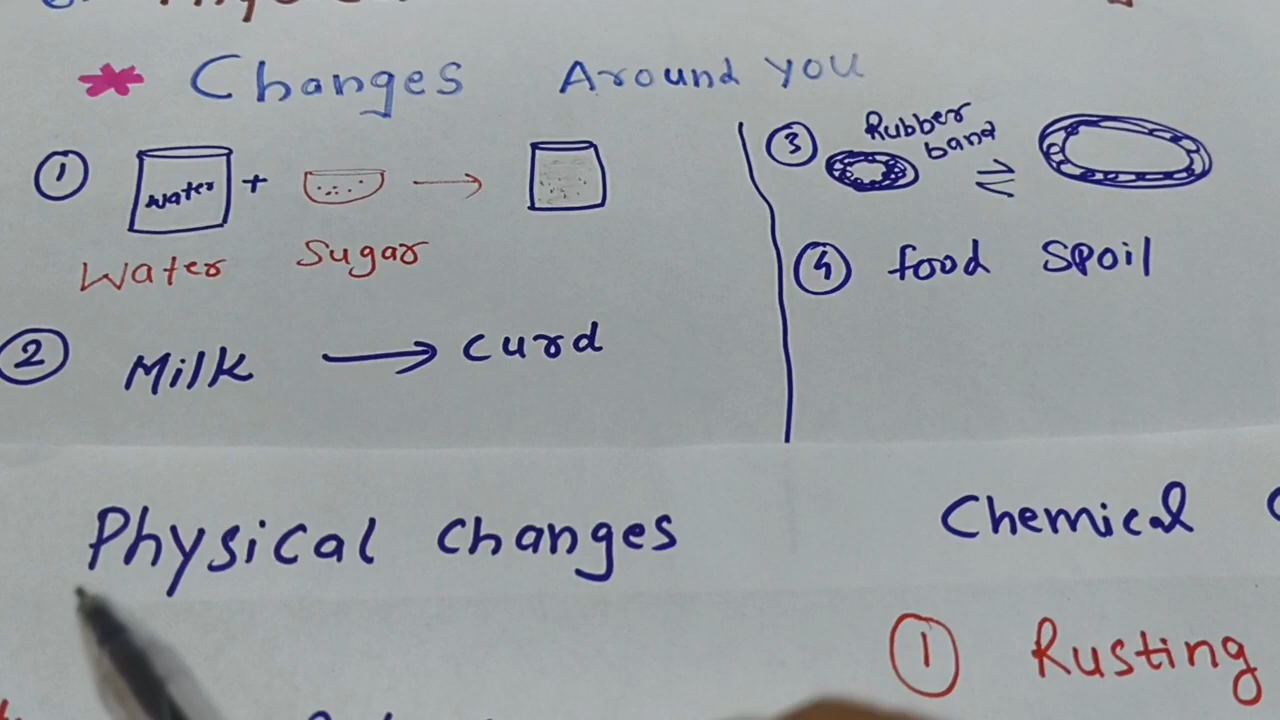 * Changes Around you
1 water + →
Water Sugar
2 Milk → curd
3 Rubber band ⇌
4 food spoil
Physical changes
Chemical
1 Rusting